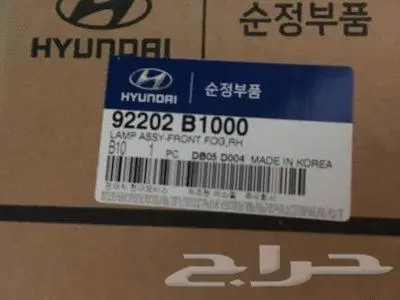 HYUNDAI 순정부품
HYUNDAI 순정부품
92202 B1000
LAMP ASSY-FRONT FOG,RH
B10 1 PC DB05 D004 MADE IN KOREA
حراج